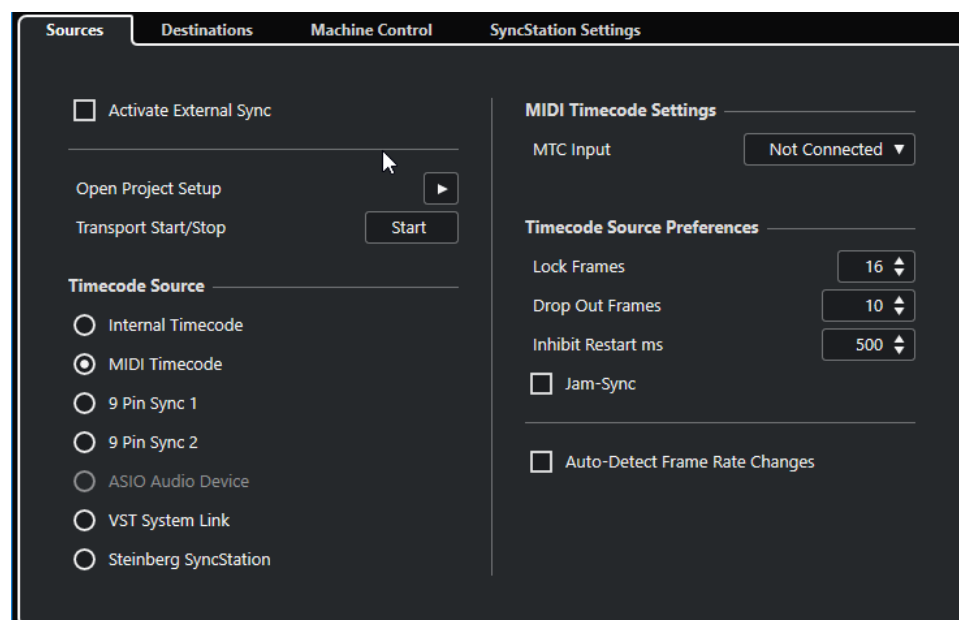 Sources Destinations Machine Control SyncStation Settings
Activate External Sync
Open Project Setup
Transport Start/Stop Start
Timecode Source
Internal Timecode
MIDI Timecode
9 Pin Sync 1
9 Pin Sync 2
ASIO Audio Device
VST System Link
Steinberg SyncStation
MIDI Timecode Settings
MTC Input Not Connected
Timecode Source Preferences
Lock Frames 16
Drop Out Frames 10
Inhibit Restart ms 500
Jam-Sync
Auto-Detect Frame Rate Changes